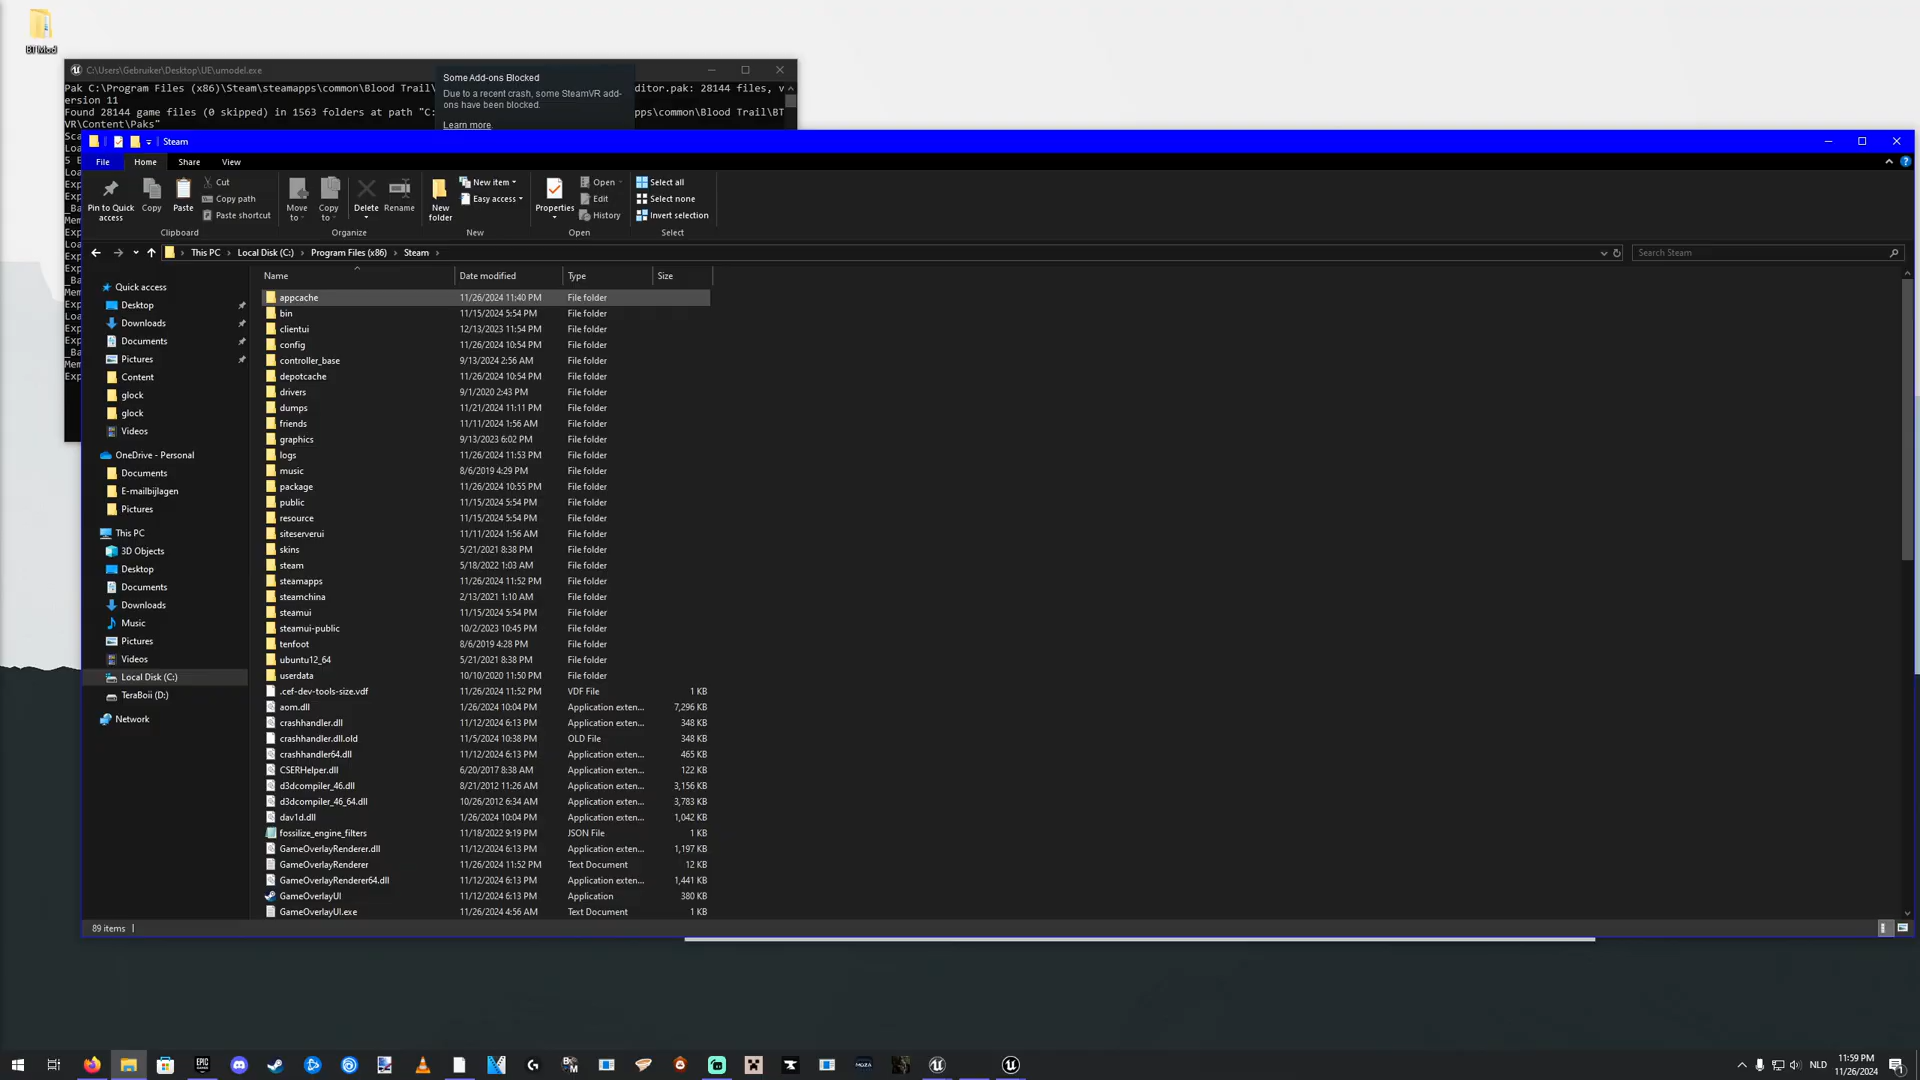 BTMod
C:\Users\Gebruiker\Desktop\UE\umodel.exe
Pak C:\Program Files (x86)\Steam\steamapps\common\Blood Trail\
ditor.pak: 28144 files, v
ersion 11
Found 28144 game files (0 skipped) in 1563 folders at path "C:
pps\common\Blood Trail\BT
VR\Content\Paks"
Some Add-ons Blocked
Due to a recent crash, some SteamVR add-
ons have been blocked.
Learn more
Steam
File Home Share View
Pin to Quick access
Copy
Paste
Cut
Copy path
Paste shortcut
Clipboard
Move to
Copy to
Delete
Rename
Organize
New folder
New item
Easy access
New
Properties
Open
Edit
History
Open
Select all
Select none
Invert selection
Select
This PC › Local Disk (C:) › Program Files (x86) › Steam ›
Search Steam
Quick access
Desktop
Downloads
Documents
Pictures
Content
glock
glock
Videos
OneDrive - Personal
Documents
E-mailbijlagen
Pictures
This PC
3D Objects
Desktop
Documents
Downloads
Music
Pictures
Videos
Local Disk (C:)
TeraBoii (D:)
Network
Name Date modified Type Size
appcache 11/26/2024 11:40 PM File folder
bin 11/15/2024 5:54 PM File folder
clientui 12/13/2023 11:54 PM File folder
config 11/26/2024 10:54 PM File folder
controller_base 9/13/2024 2:56 AM File folder
depotcache 11/26/2024 10:54 PM File folder
drivers 9/1/2020 2:43 PM File folder
dumps 11/21/2024 11:11 PM File folder
friends 11/11/2024 1:56 AM File folder
graphics 9/13/2023 6:02 PM File folder
logs 11/26/2024 11:53 PM File folder
music 8/6/2019 4:29 PM File folder
package 11/26/2024 10:55 PM File folder
public 11/15/2024 5:54 PM File folder
resource 11/15/2024 5:54 PM File folder
siteserverui 11/11/2024 1:56 AM File folder
skins 5/21/2021 8:38 PM File folder
steam 5/18/2022 1:03 AM File folder
steamapps 11/26/2024 11:52 PM File folder
steamchina 2/13/2021 1:10 AM File folder
steamui 11/15/2024 5:54 PM File folder
steamui-public 10/2/2023 10:45 PM File folder
tenfoot 8/6/2019 4:28 PM File folder
ubuntu12_64 5/21/2021 8:38 PM File folder
userdata 10/10/2020 11:50 PM File folder
.cef-dev-tools-size.vdf 11/26/2024 11:52 PM VDF File 1 KB
aom.dll 1/26/2024 10:04 PM Application exten... 7,296 KB
crashhandler.dll 11/12/2024 6:13 PM Application exten... 348 KB
crashhandler.dll.old 11/5/2024 10:38 PM OLD File 348 KB
crashhandler64.dll 11/12/2024 6:13 PM Application exten... 465 KB
CSERHelper.dll 6/20/2017 8:38 AM Application exten... 122 KB
d3dcompiler_46.dll 8/21/2012 11:26 AM Application exten... 3,156 KB
d3dcompiler_46_64.dll 10/26/2012 6:34 AM Application exten... 3,783 KB
dav1d.dll 1/26/2024 10:04 PM Application exten... 1,042 KB
fossilize_engine_filters 11/18/2022 9:19 PM JSON File 1 KB
GameOverlayRenderer.dll 11/12/2024 6:13 PM Application exten... 1,197 KB
GameOverlayRenderer 11/26/2024 11:52 PM Text Document 12 KB
GameOverlayRenderer64.dll 11/12/2024 6:13 PM Application exten... 1,441 KB
GameOverlayUI 11/12/2024 6:13 PM Application 380 KB
GameOverlayUI.exe 11/26/2024 4:56 AM Text Document 1 KB
89 items
EPIC
MOZA
NLD
11:59 PM
11/26/2024